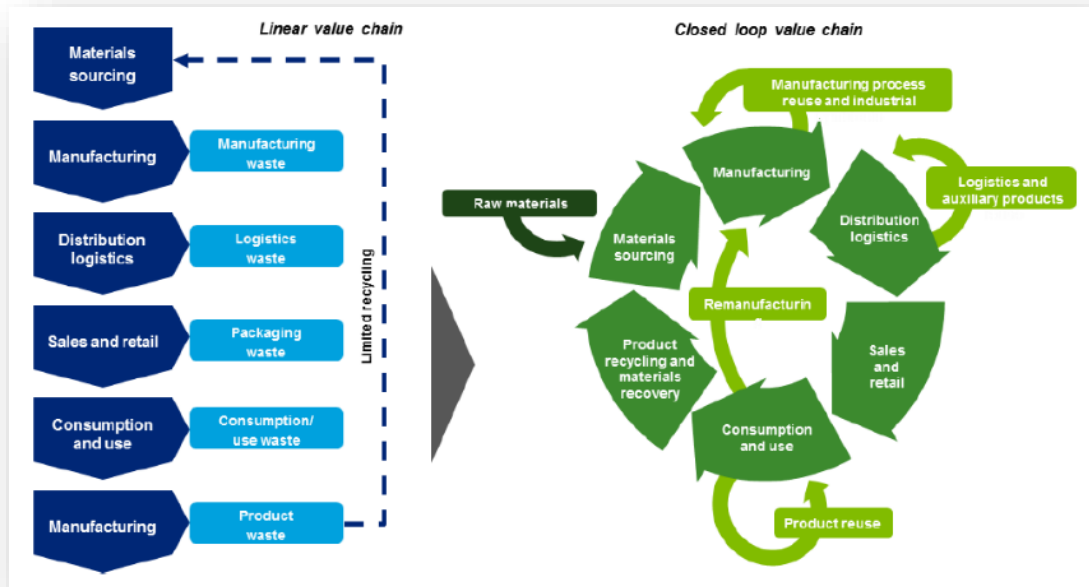 Linear value chain
Materials
sourcing
Manufacturing
Manufacturing
waste
Distribution
logistics
Logistics
waste
Sales and retail
Packaging
waste
Consumption
and use
Consumption/
use waste
Manufacturing
Product
waste
Limited recycling
Closed loop value chain
Manufacturing process
reuse and industrial
Manufacturing
Logistics and
auxiliary products
Raw materials
Distribution
logistics
Materials
sourcing
Remanufacturin
Product
recycling and
materials
recovery
Sales
and
retail
Consumption
and use
Product reuse